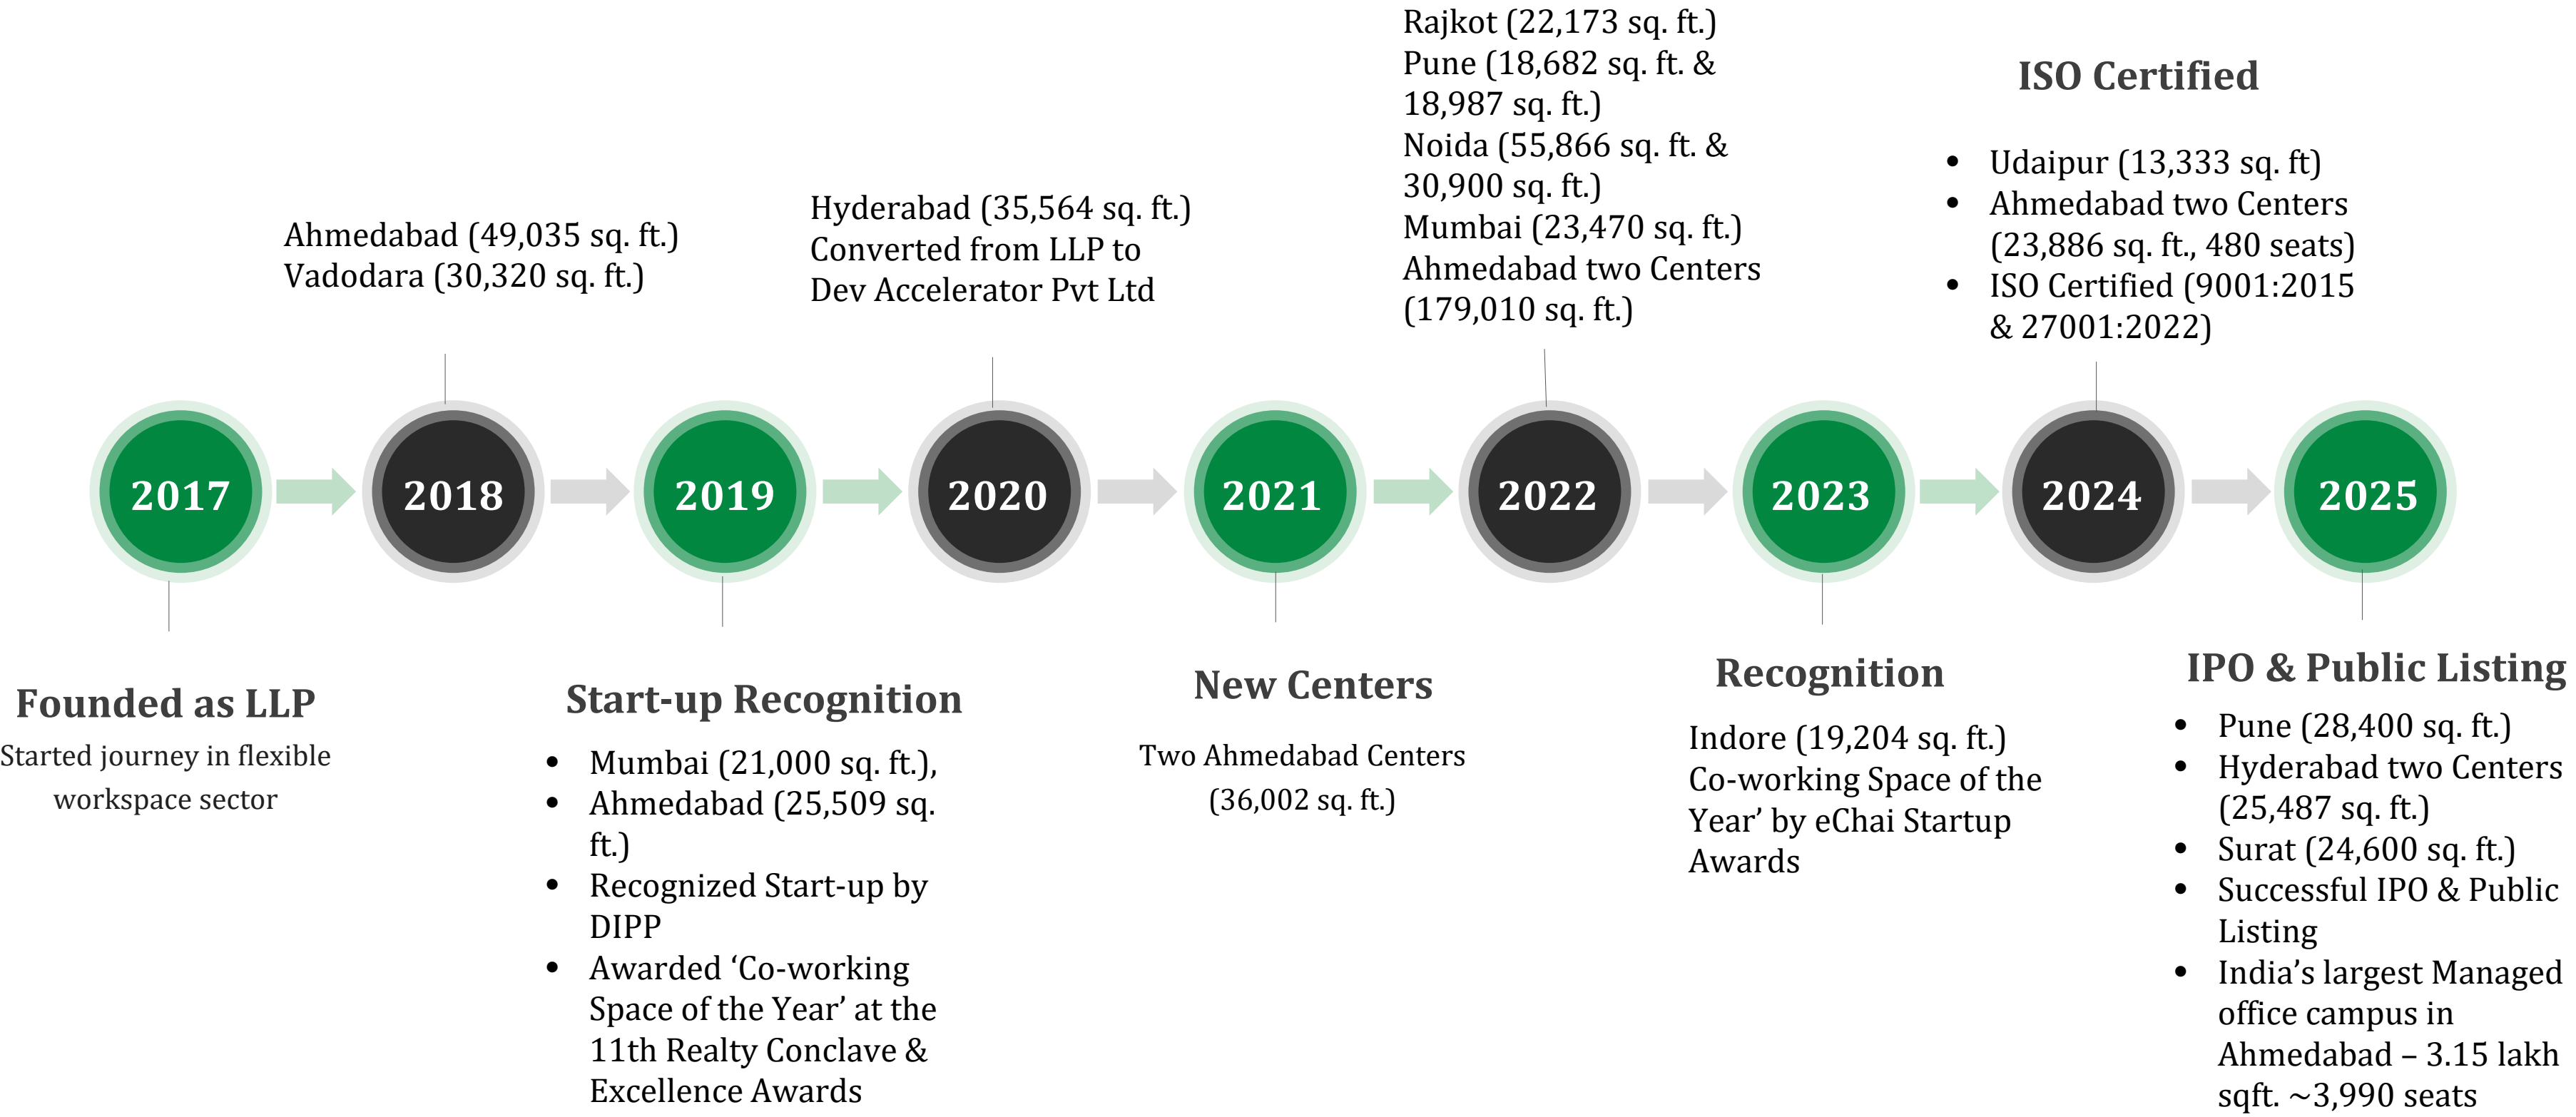 2017
Founded as LLP
Started journey in flexible
workspace sector
Ahmedabad (49,035 sq. ft.)
Vadodara (30,320 sq. ft.)
2018
2019
Start-up Recognition
• Mumbai (21,000 sq. ft.),
• Ahmedabad (25,509 sq.
ft.)
• Recognized Start-up by
DIPP
• Awarded ‘Co-working
Space of the Year’ at the
11th Realty Conclave &
Excellence Awards
Hyderabad (35,564 sq. ft.)
Converted from LLP to
Dev Accelerator Pvt Ltd
2020
2021
New Centers
Two Ahmedabad Centers
(36,002 sq. ft.)
Rajkot (22,173 sq. ft.)
Pune (18,682 sq. ft. &
18,987 sq. ft.)
Noida (55,866 sq. ft. &
30,900 sq. ft.)
Mumbai (23,470 sq. ft.)
Ahmedabad two Centers
(179,010 sq. ft.)
2022
2023
Recognition
Indore (19,204 sq. ft.)
Co-working Space of the
Year’ by eChai Startup
Awards
ISO Certified
• Udaipur (13,333 sq. ft)
• Ahmedabad two Centers
(23,886 sq. ft., 480 seats)
• ISO Certified (9001:2015
& 27001:2022)
2024
2025
IPO & Public Listing
• Pune (28,400 sq. ft.)
• Hyderabad two Centers
(25,487 sq. ft.)
• Surat (24,600 sq. ft.)
• Successful IPO & Public
Listing
• India’s largest Managed
office campus in
Ahmedabad – 3.15 lakh
sqft. ~3,990 seats